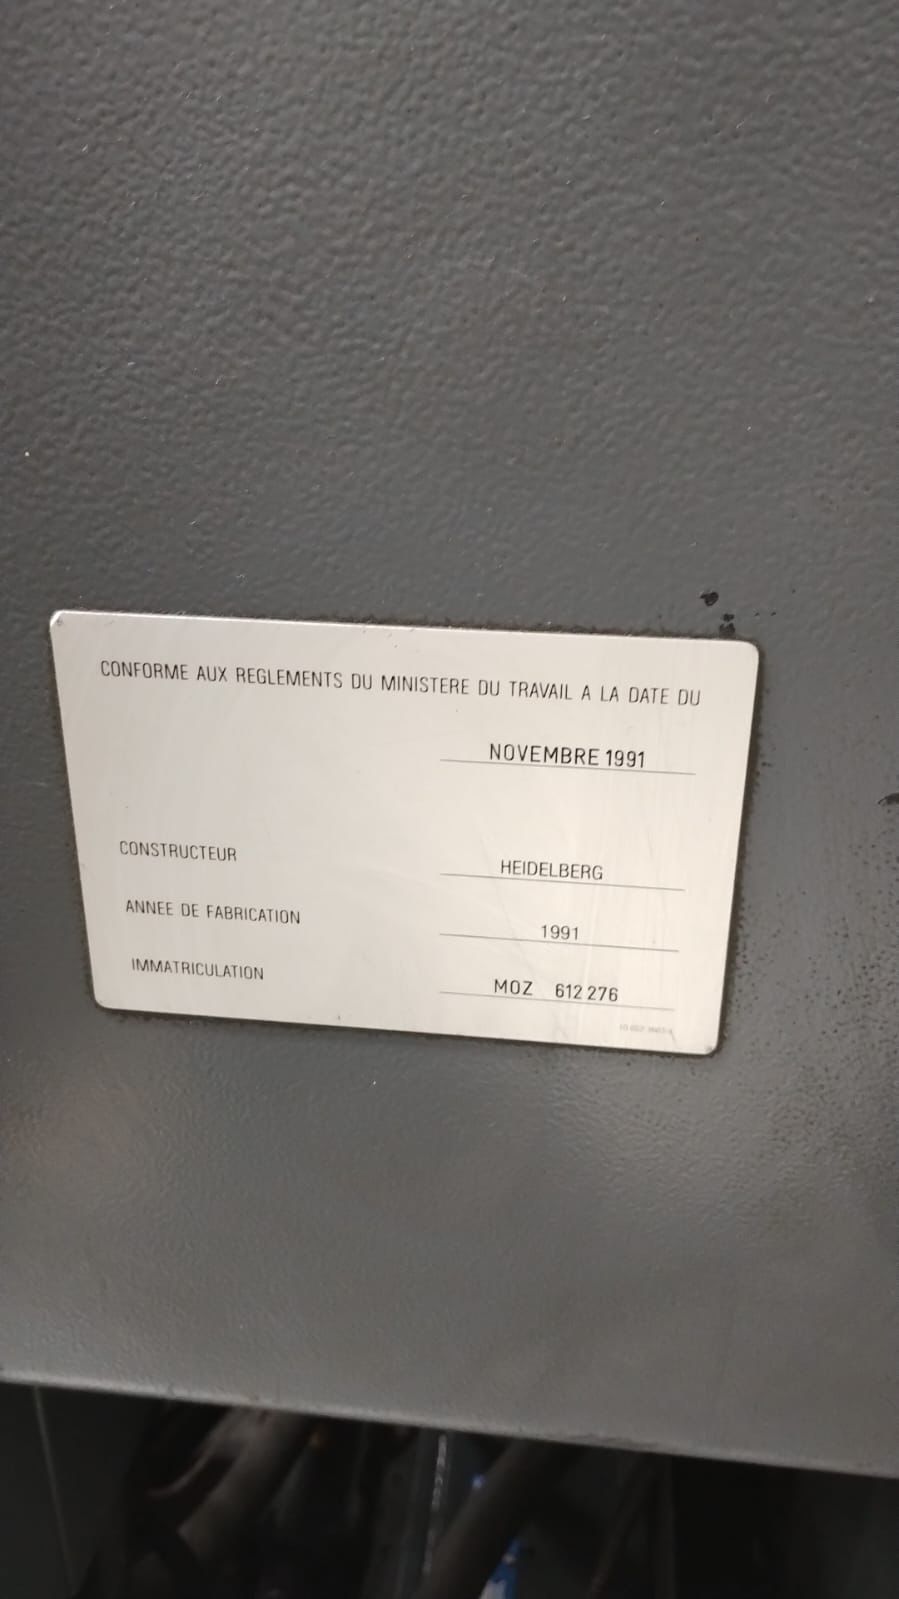 CONFORME AUX REGLEMENTS DU MINISTERE DU TRAVAIL A LA DATE DU
NOVEMBRE 1991
CONSTRUCTEUR HEIDELBERG
ANNEE DE FABRICATION 1991
IMMATRICULATION MOZ 612 276